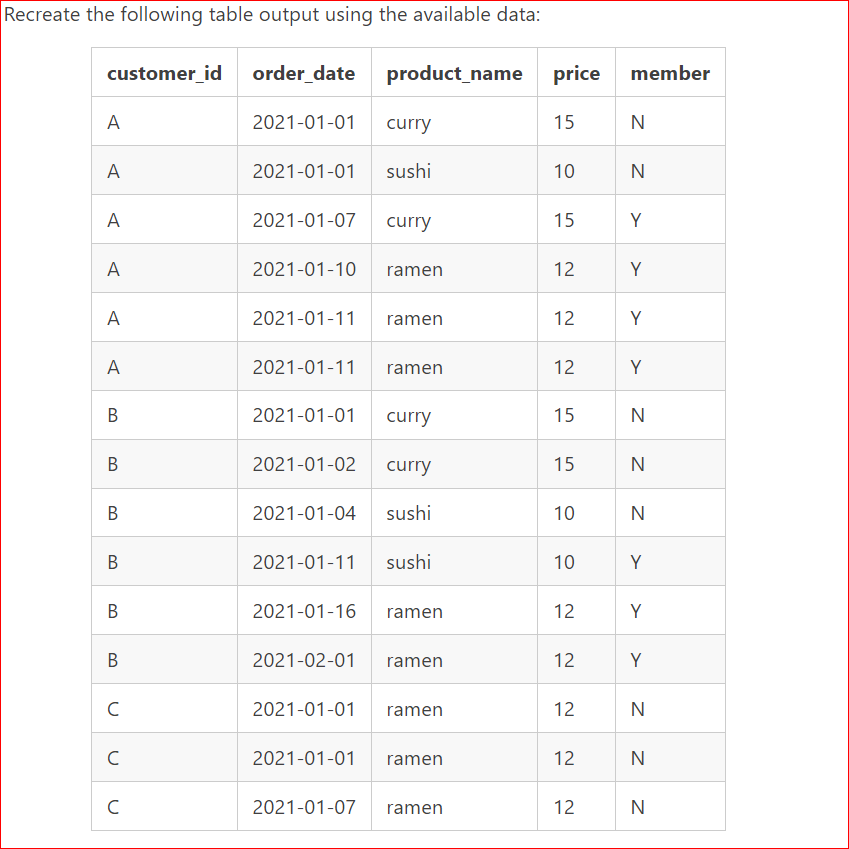 Recreate the following table output using the available data:
customer_id order_date product_name price member
A 2021-01-01 curry 15 N
A 2021-01-01 sushi 10 N
A 2021-01-07 curry 15 Y
A 2021-01-10 ramen 12 Y
A 2021-01-11 ramen 12 Y
A 2021-01-11 ramen 12 Y
B 2021-01-01 curry 15 N
B 2021-01-02 curry 15 N
B 2021-01-04 sushi 10 N
B 2021-01-11 sushi 10 Y
B 2021-01-16 ramen 12 Y
B 2021-02-01 ramen 12 Y
C 2021-01-01 ramen 12 N
C 2021-01-01 ramen 12 N
C 2021-01-07 ramen 12 N